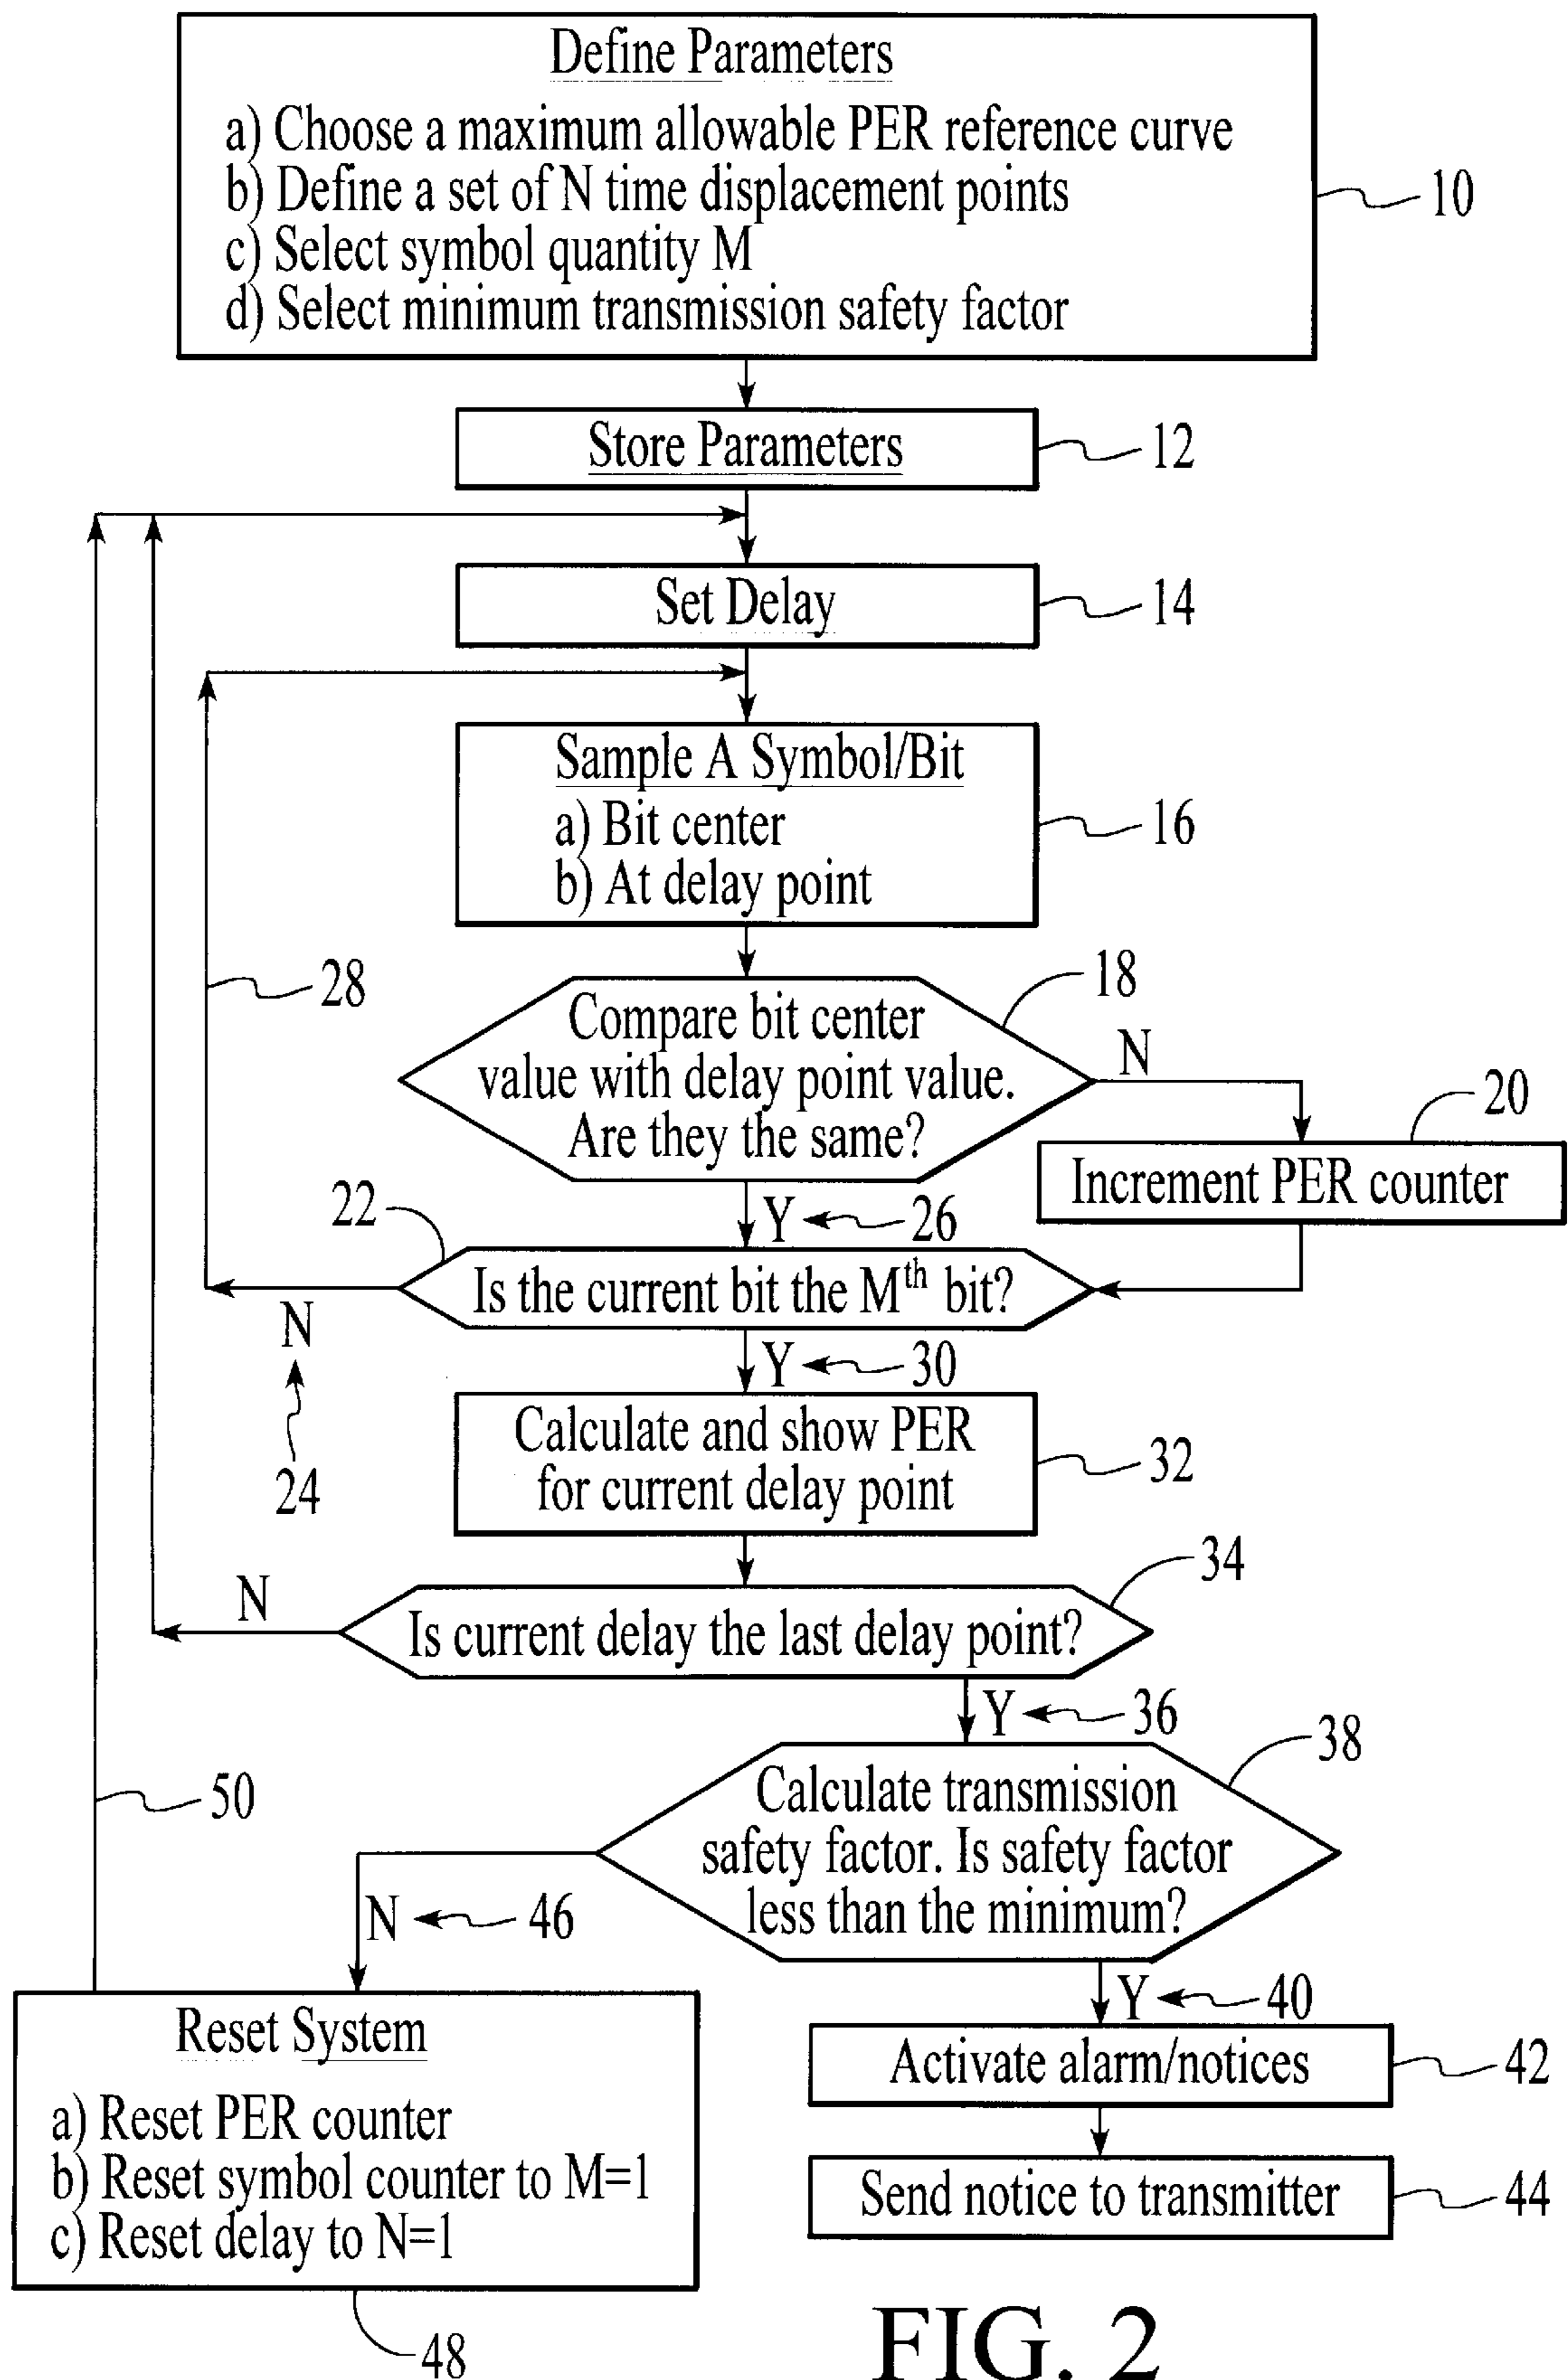 Define Parameters
a) Choose a maximum allowable PER reference curve
b) Define a set of N time displacement points
c) Select symbol quantity M
d) Select minimum transmission safety factor
10
Store Parameters
12
Set Delay
14
Sample A Symbol/Bit
a) Bit center
b) At delay point
16
28
18
Compare bit center
value with delay point value.
Are they the same?
N
20
Increment PER counter
22
Y
26
Is the current bit the Mth bit?
N
24
Y
30
Calculate and show PER
for current delay point
32
34
N
Is current delay the last delay point?
Y
36
38
50
Calculate transmission
safety factor. Is safety factor
less than the minimum?
N
46
Y
40
Reset System
a) Reset PER counter
b) Reset symbol counter to M=1
c) Reset delay to N=1
48
Activate alarm/notices
42
Send notice to transmitter
44
FIG. 2